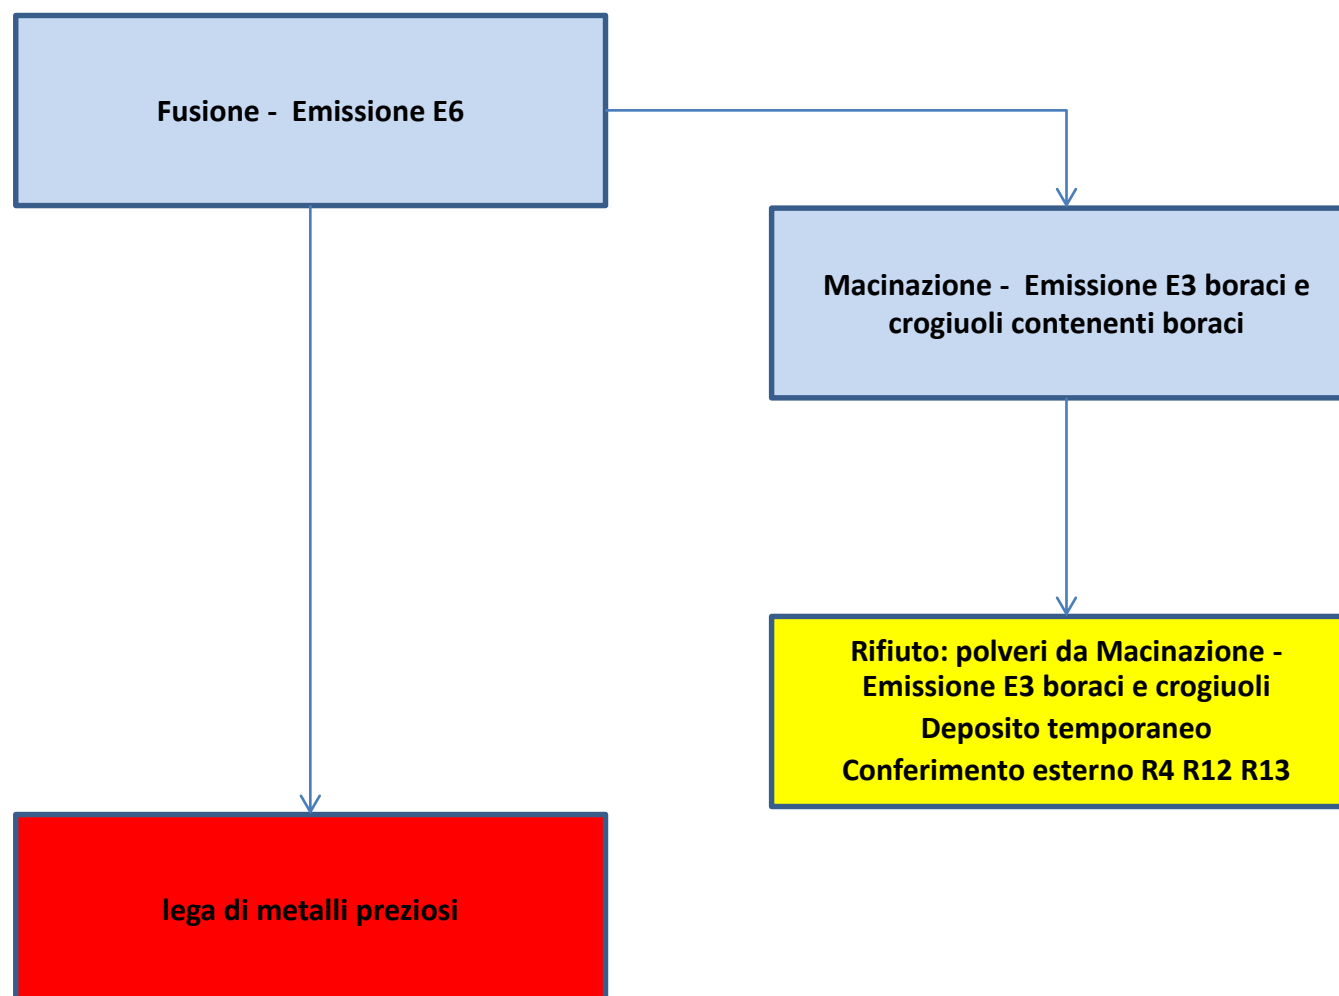 Fusione -  Emissione E6
Macinazione -  Emissione E3 boraci e
crogiuoli contenenti boraci
Rifiuto: polveri da Macinazione -
Emissione E3 boraci e crogiuoli
Deposito temporaneo
Conferimento esterno R4 R12 R13
lega di metalli preziosi